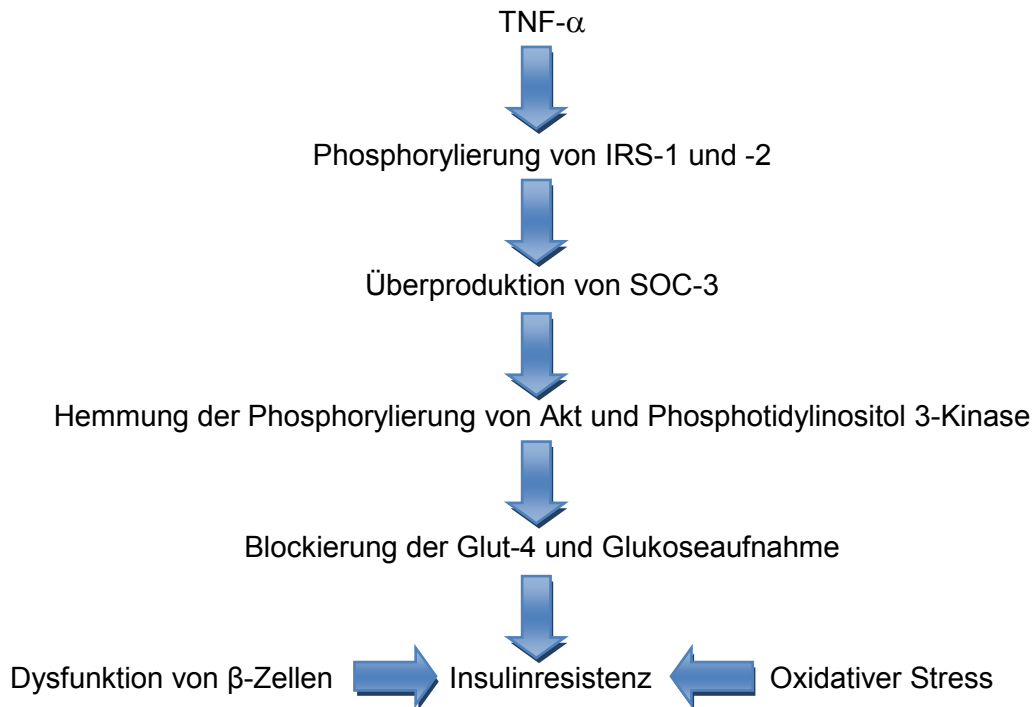 TNF-α
Phosphorylierung von IRS-1 und -2
Überproduktion von SOC-3
Hemmung der Phosphorylierung von Akt und Phosphotidylinositol 3-Kinase
Blockierung der Glut-4 und Glukoseaufnahme
Dysfunktion von β-Zellen Insulinresistenz Oxidativer Stress